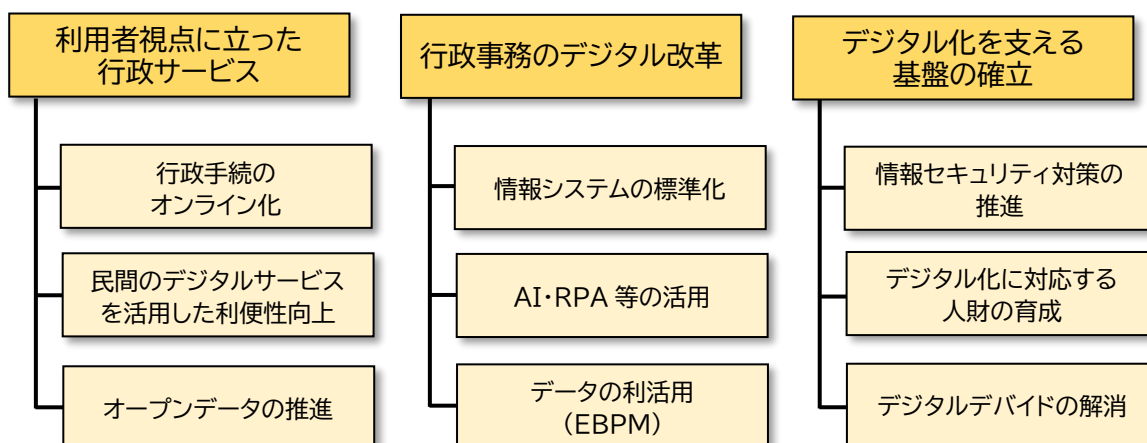 利用者視点に立った
行政サービス
行政手続の
オンライン化
民間のデジタルサービス
を活用した利便性向上
オープンデータの推進
行政事務のデジタル改革
情報システムの標準化
AI・RPA 等の活用
データの利活用
(EBPM)
デジタル化を支える
基盤の確立
情報セキュリティ対策の
推進
デジタル化に対応する
人財の育成
デジタルデバイドの解消